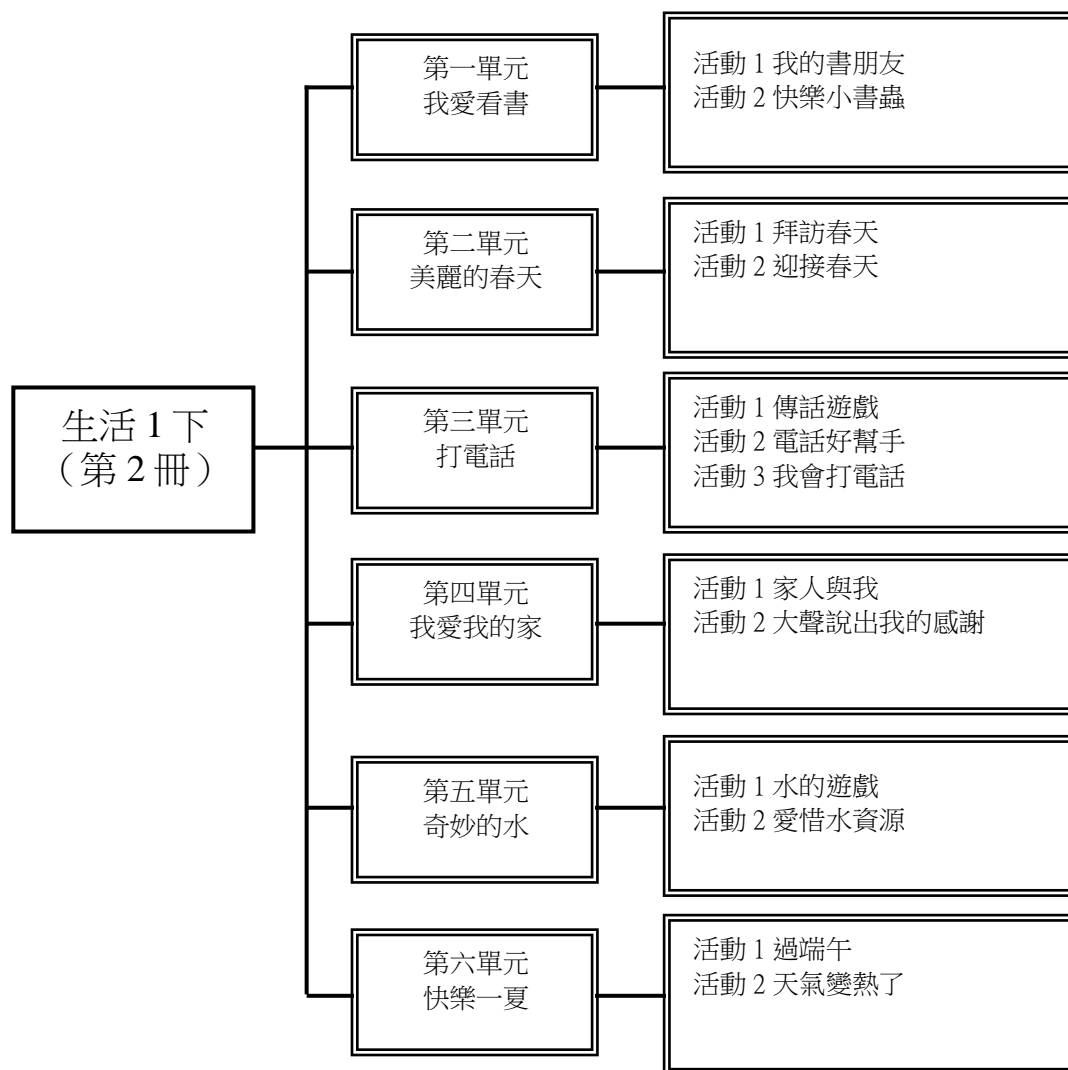 生活 1 下
（第 2 冊）
第一單元
我愛看書
活動 1 我的書朋友
活動 2 快樂小書蟲
第二單元
美麗的春天
活動 1 拜訪春天
活動 2 迎接春天
第三單元
打電話
活動 1 傳話遊戲
活動 2 電話好幫手
活動 3 我會打電話
第四單元
我愛我的家
活動 1 家人與我
活動 2 大聲說出我的感謝
第五單元
奇妙的水
活動 1 水的遊戲
活動 2 愛惜水資源
第六單元
快樂一夏
活動 1 過端午
活動 2 天氣變熱了